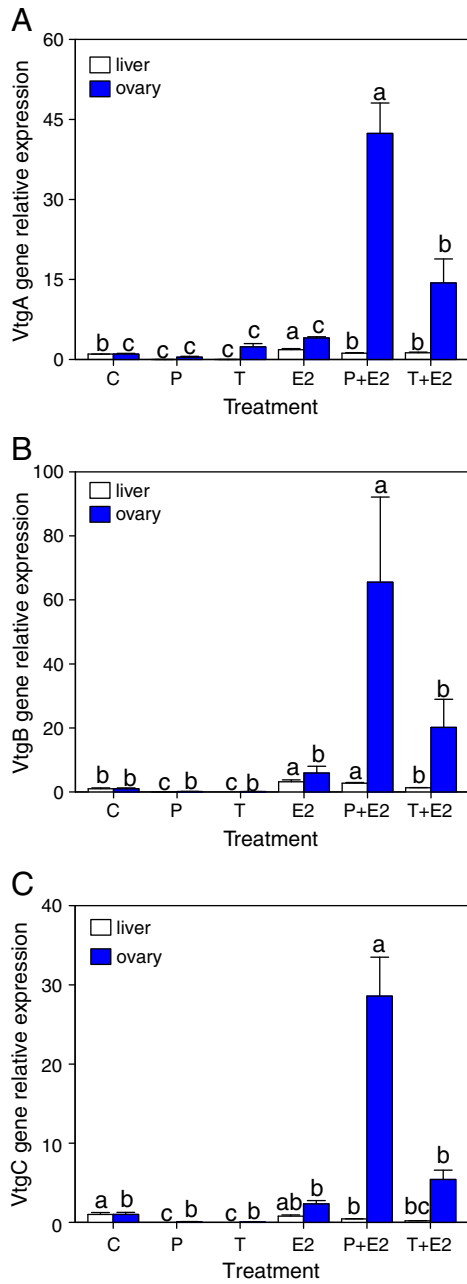 A
VtgA gene relative expression
60
45
30
15
0
liver
ovary
b c b c b c a c b a b b
C P T E2 P+E2 T+E2
Treatment
B
VtgB gene relative expression
100
80
60
40
20
0
liver
ovary
b b c b c b a b a a b b
C P T E2 P+E2 T+E2
Treatment
C
VtgC gene relative expression
40
30
20
10
0
liver
ovary
a b c b c b ab b b a bc b
C P T E2 P+E2 T+E2
Treatment